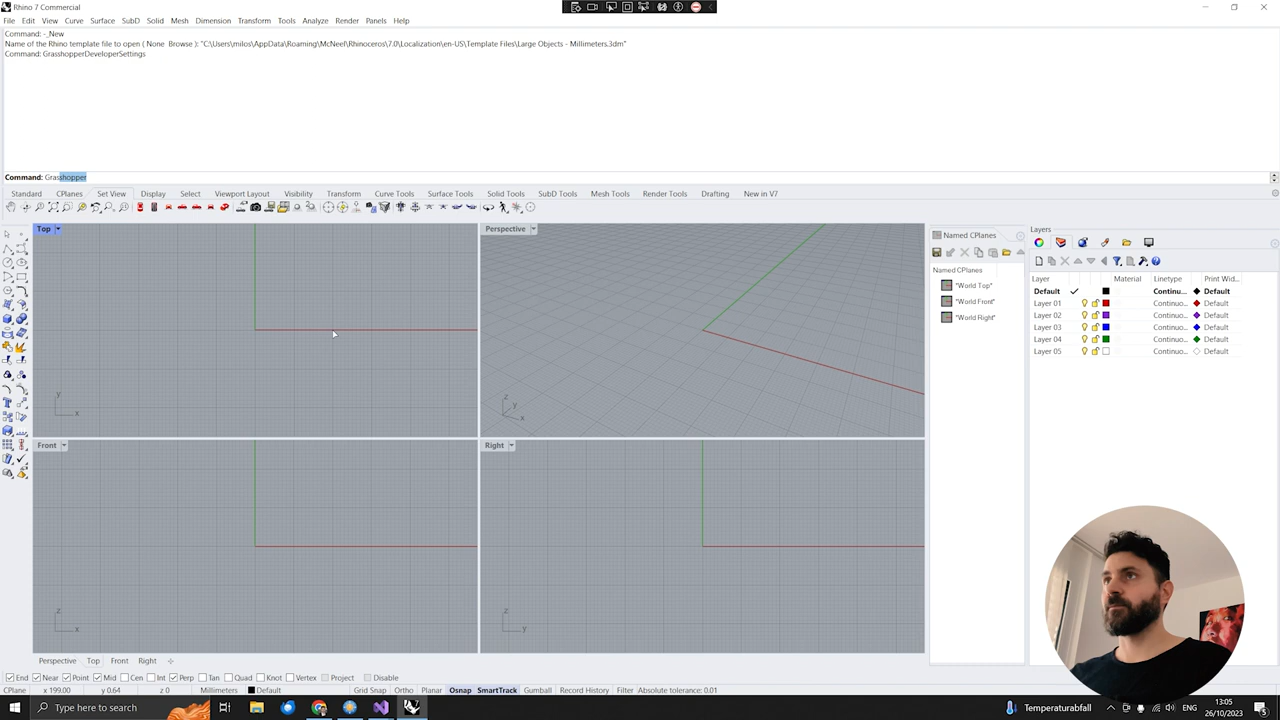 Rhino 7 Commercial
File Edit View Curve Surface SubD Solid Mesh Dimension Transform Tools Analyze Render Panels Help
Command: -_New
Name of the Rhino template file to open ( None  Browse ): "C:\Users\milos\AppData\Roaming\McNeel\Rhinoceros\7.0\Localization\en-US\Template Files\Large Objects - Millimeters.3dm"
Command: GrasshopperDeveloperSettings
Command: Grasshopper
Standard CPlanes Set View Display Select Viewport Layout Visibility Transform Curve Tools Surface Tools Solid Tools SubD Tools Mesh Tools Render Tools Drafting New in V7
Top
Perspective
Named CPlanes
Layers
Named CPlanes
"World Top"
"World Front"
"World Right"
Layer Material Linetype Print Wid...
Default Continu... Default
Layer 01 Continuo... Default
Layer 02 Continuo... Default
Layer 03 Continuo... Default
Layer 04 Continuo... Default
Layer 05 Continuo... Default
y
x
z
y
x
Front
Right
z
x
z
y
Perspective Top Front Right
End Near Point Mid Cen Int Perp Tan Quad Knot Vertex Project Disable
CPlane x 199.00 y 0.64 z 0 Millimeters Default Grid Snap Ortho Planar Osnap SmartTrack Gumball Record History Filter Absolute tolerance: 0.01
Type here to search
Temperaturabfall
13:05
26/10/2023